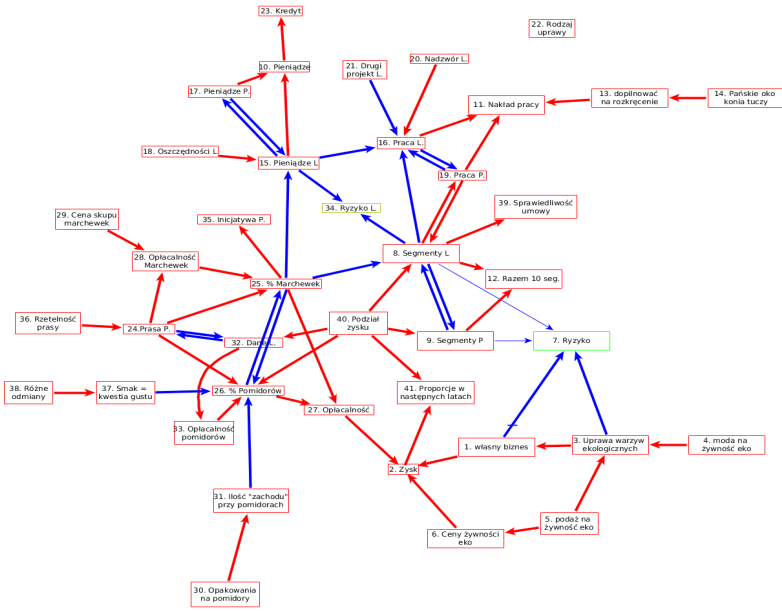 23. Kredyt
22. Rodzaj
uprawy
10. Pieniądze
21. Drugi
projekt L.
20. Nadzwór L.
17. Pieniądze P.
11. Nakład pracy
13. dopilnować
na rozkręcenie
14. Pańskie oko
konia tuczy
18. Oszczędności L
15. Pieniądze L
16. Praca L.
19. Praca P.
34. Ryzyko L.
39. Sprawiedliwość
umowy
29. Cena skupu
marchewek
35. Inicjatywa P.
28. Opłacalność
Marchewek
8. Segmenty L
25. % Marchewek
12. Razem 10 seg.
36. Rzetelność
prasy
24.Prasa P.
32. Dane L.
40. Podział
zysku
9. Segmenty P
7. Ryzyko
38. Różne
odmiany
37. Smak =
kwestia gustu
26. % Pomidorów
41. Proporcje w
następnych latach
27. Opłacalność
33. Opłacalność
pomidorów
1. własny biznes
3. Uprawa warzyw
ekologicznych
4. moda na
żywność eko
2. Zysk
31. Ilość "zachodu"
przy pomidorach
5. podaż na
żywność eko
6. Ceny żywności
eko
30. Opakowania
na pomidory